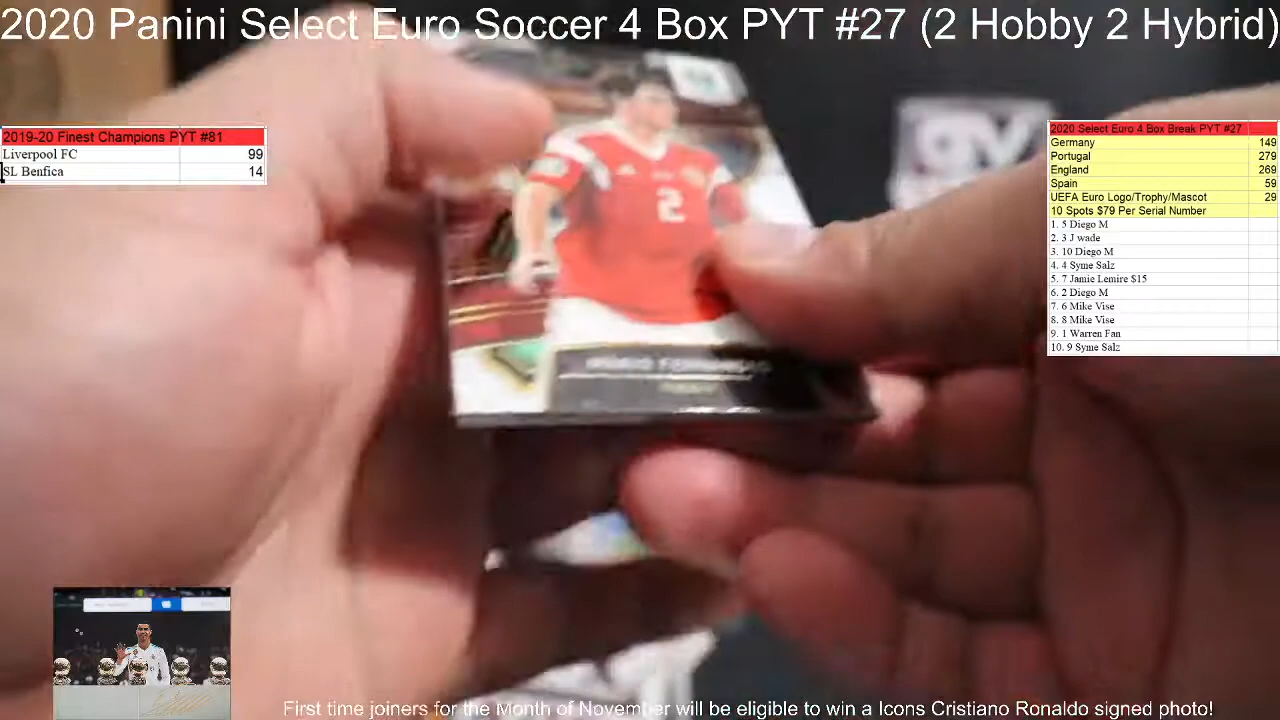 2020 Panini Select Euro Soccer 4 Box PYT #27 (2 Hobby 2 Hybrid)
2019-20 Finest Champions PYT #81
Liverpool FC 99
SL Benfica 14
2020 Select Euro 4 Box Break PYT #27
Germany 149
Portugal 279
England 269
Spain 59
UEFA Euro Logo/Trophy/Mascot 29
10 Spots $79 Per Serial Number
1. 5 Diego M
2. 3 J wade
3. 10 Diego M
4. 4 Syme Salz
5. 7 Jamie Lemire $15
6. 2 Diego M
7. 6 Mike Vise
8. 8 Mike Vise
9. 1 Warren Fan
10. 9 Syme Salz
gv
2
First time joiners for the Month of November will be eligible to win a Icons Cristiano Ronaldo signed photo!